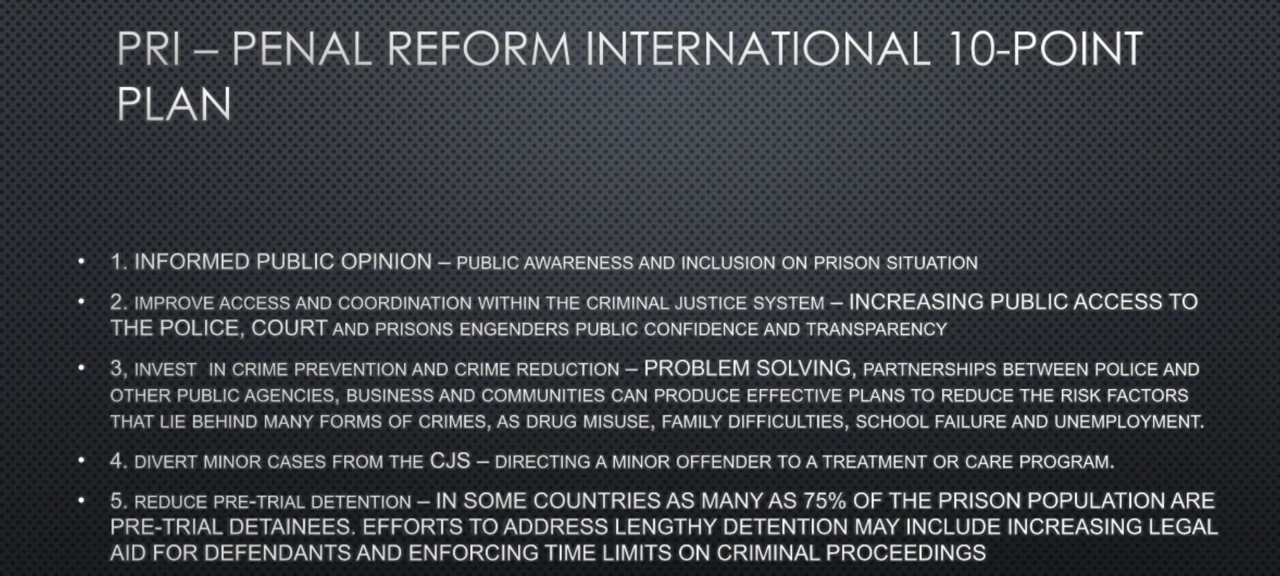 PRI – PENAL REFORM INTERNATIONAL 10-POINT
PLAN
• 1. INFORMED PUBLIC OPINION – PUBLIC AWARENESS AND INCLUSION ON PRISON SITUATION
• 2. IMPROVE ACCESS AND COORDINATION WITHIN THE CRIMINAL JUSTICE SYSTEM – INCREASING PUBLIC ACCESS TO
THE POLICE, COURT AND PRISONS ENGENDERS PUBLIC CONFIDENCE AND TRANSPARENCY
• 3, INVEST IN CRIME PREVENTION AND CRIME REDUCTION – PROBLEM SOLVING, PARTNERSHIPS BETWEEN POLICE AND
OTHER PUBLIC AGENCIES, BUSINESS AND COMMUNITIES CAN PRODUCE EFFECTIVE PLANS TO REDUCE THE RISK FACTORS
THAT LIE BEHIND MANY FORMS OF CRIMES, AS DRUG MISUSE, FAMILY DIFFICULTIES, SCHOOL FAILURE AND UNEMPLOYMENT.
• 4. DIVERT MINOR CASES FROM THE CJS – DIRECTING A MINOR OFFENDER TO A TREATMENT OR CARE PROGRAM.
• 5. REDUCE PRE-TRIAL DETENTION – IN SOME COUNTRIES AS MANY AS 75% OF THE PRISON POPULATION ARE
PRE-TRIAL DETAINEES. EFFORTS TO ADDRESS LENGTHY DETENTION MAY INCLUDE INCREASING LEGAL
AID FOR DEFENDANTS AND ENFORCING TIME LIMITS ON CRIMINAL PROCEEDINGS